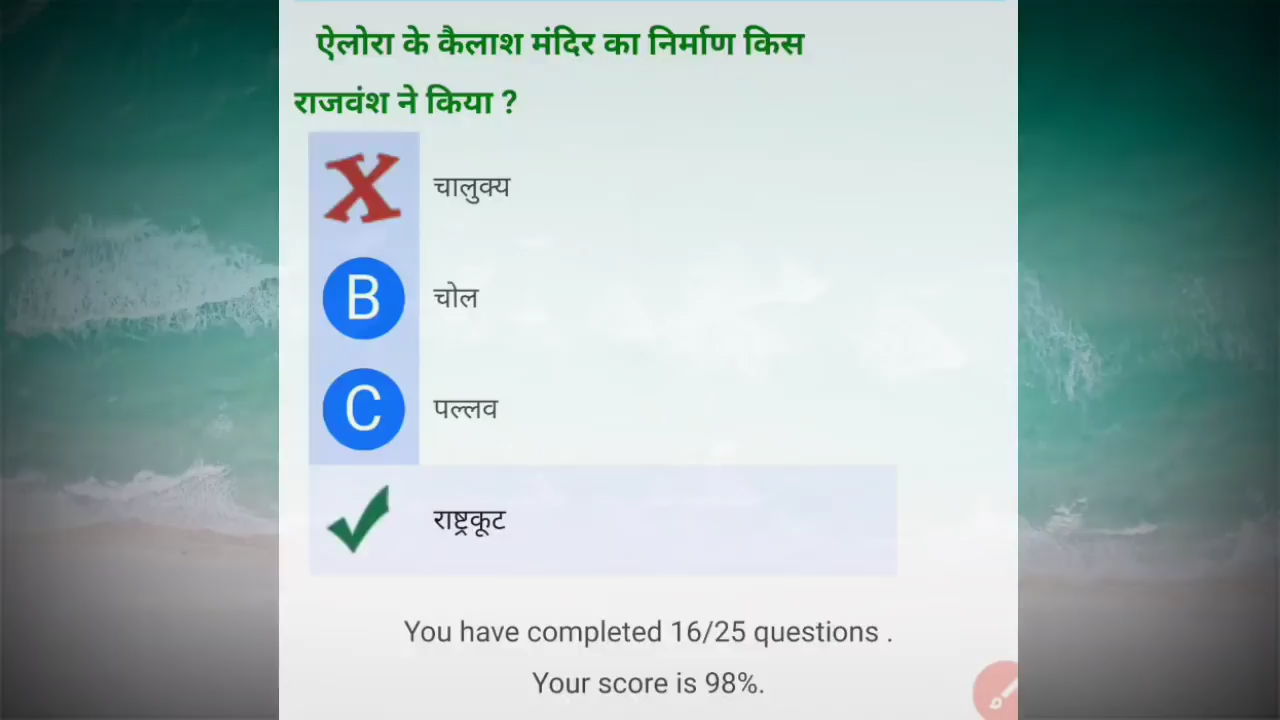 ऐलोरा के कैलाश मंदिर का निर्माण किस
राजवंश ने किया ?
X चालुक्य
B चोल
C पल्लव
राष्ट्रकूट
You have completed 16/25 questions .
Your score is 98%.